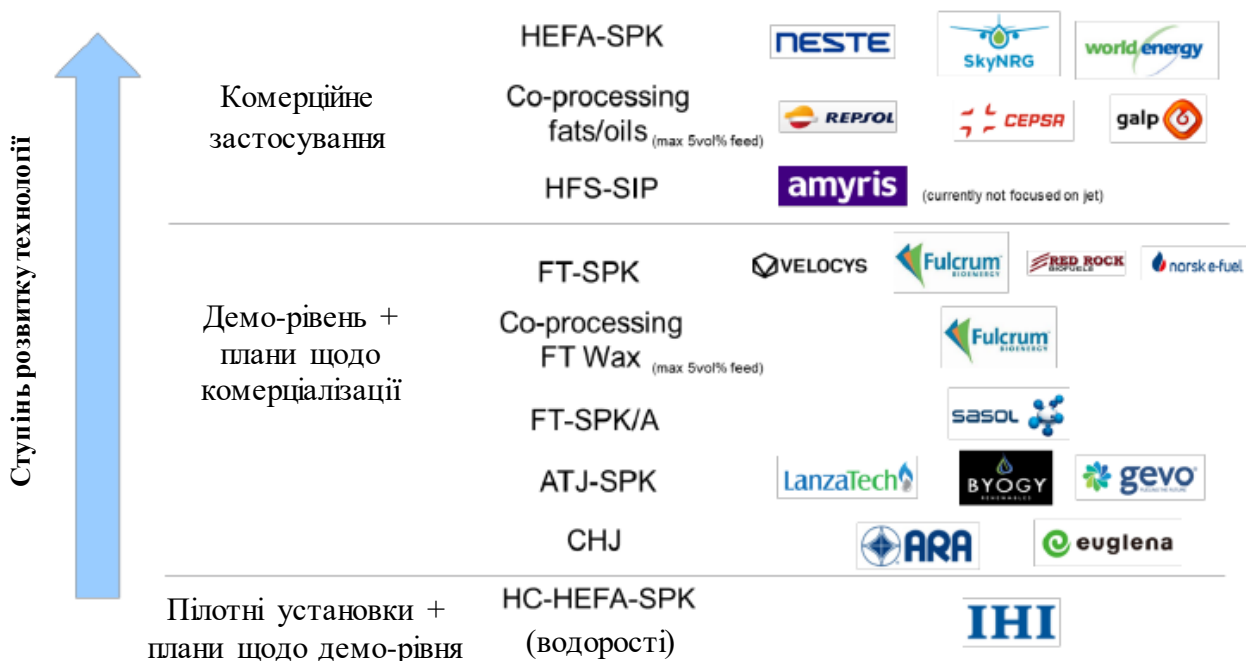 Ступінь розвитку технології
Комерційне
застосування
HEFA-SPK
NESTE
SkyNRG
world energy
Co-processing
fats/oils (max 5vol% feed)
REPSOL
CEPSA
galp
HFS-SIP
amyris
(currently not focused on jet)
Демо-рівень +
плани щодо
комерціалізації
FT-SPK
VELOCYS
Fulcrum
BIOENERGY
RED ROCK
BIOFUELS
norsk e-fuel
Co-processing
FT Wax (max 5vol% feed)
Fulcrum
BIOENERGY
FT-SPK/A
sasol
ATJ-SPK
LanzaTech
BYOGY
RENEWABLES
gevo
CHJ
ARA
euglena
Пілотні установки +
плани щодо демо-рівня
HC-HEFA-SPK
(водорості)
IHI